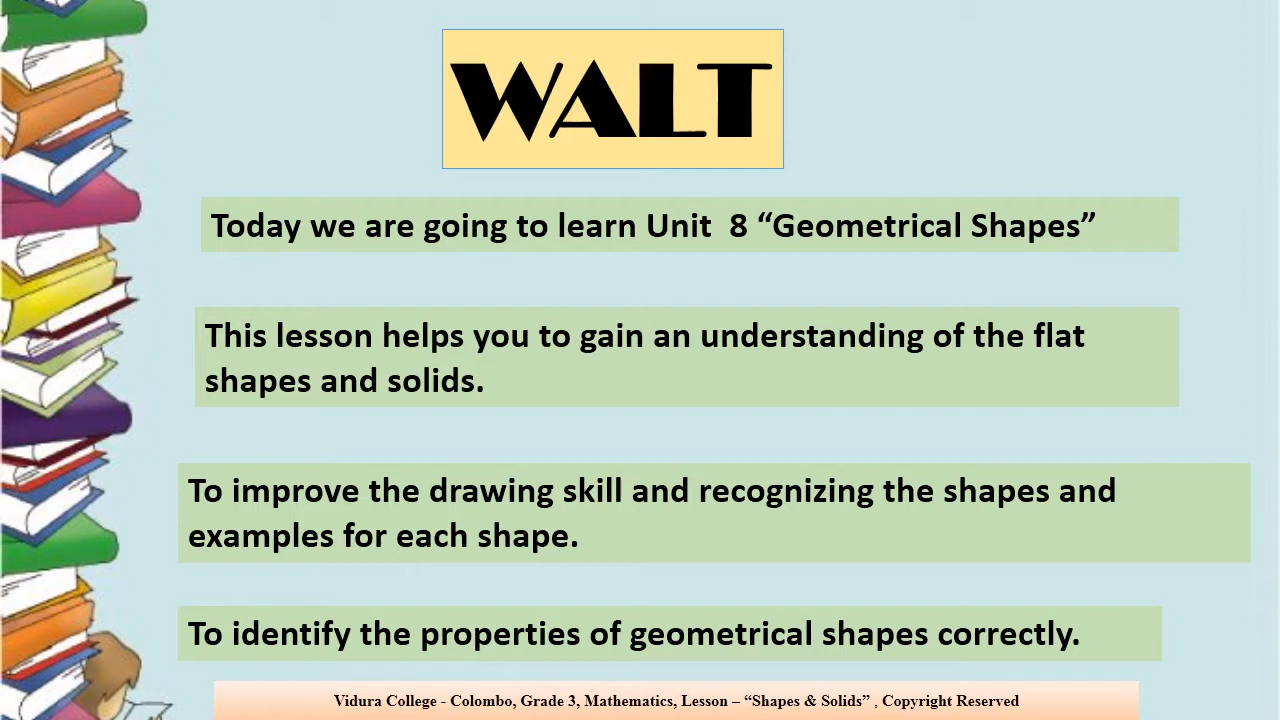 WALT
Today we are going to learn Unit  8 “Geometrical Shapes”
This lesson helps you to gain an understanding of the flat
shapes and solids.
To improve the drawing skill and recognizing the shapes and
examples for each shape.
To identify the properties of geometrical shapes correctly.
Vidura College - Colombo, Grade 3, Mathematics, Lesson – “Shapes & Solids” , Copyright Reserved